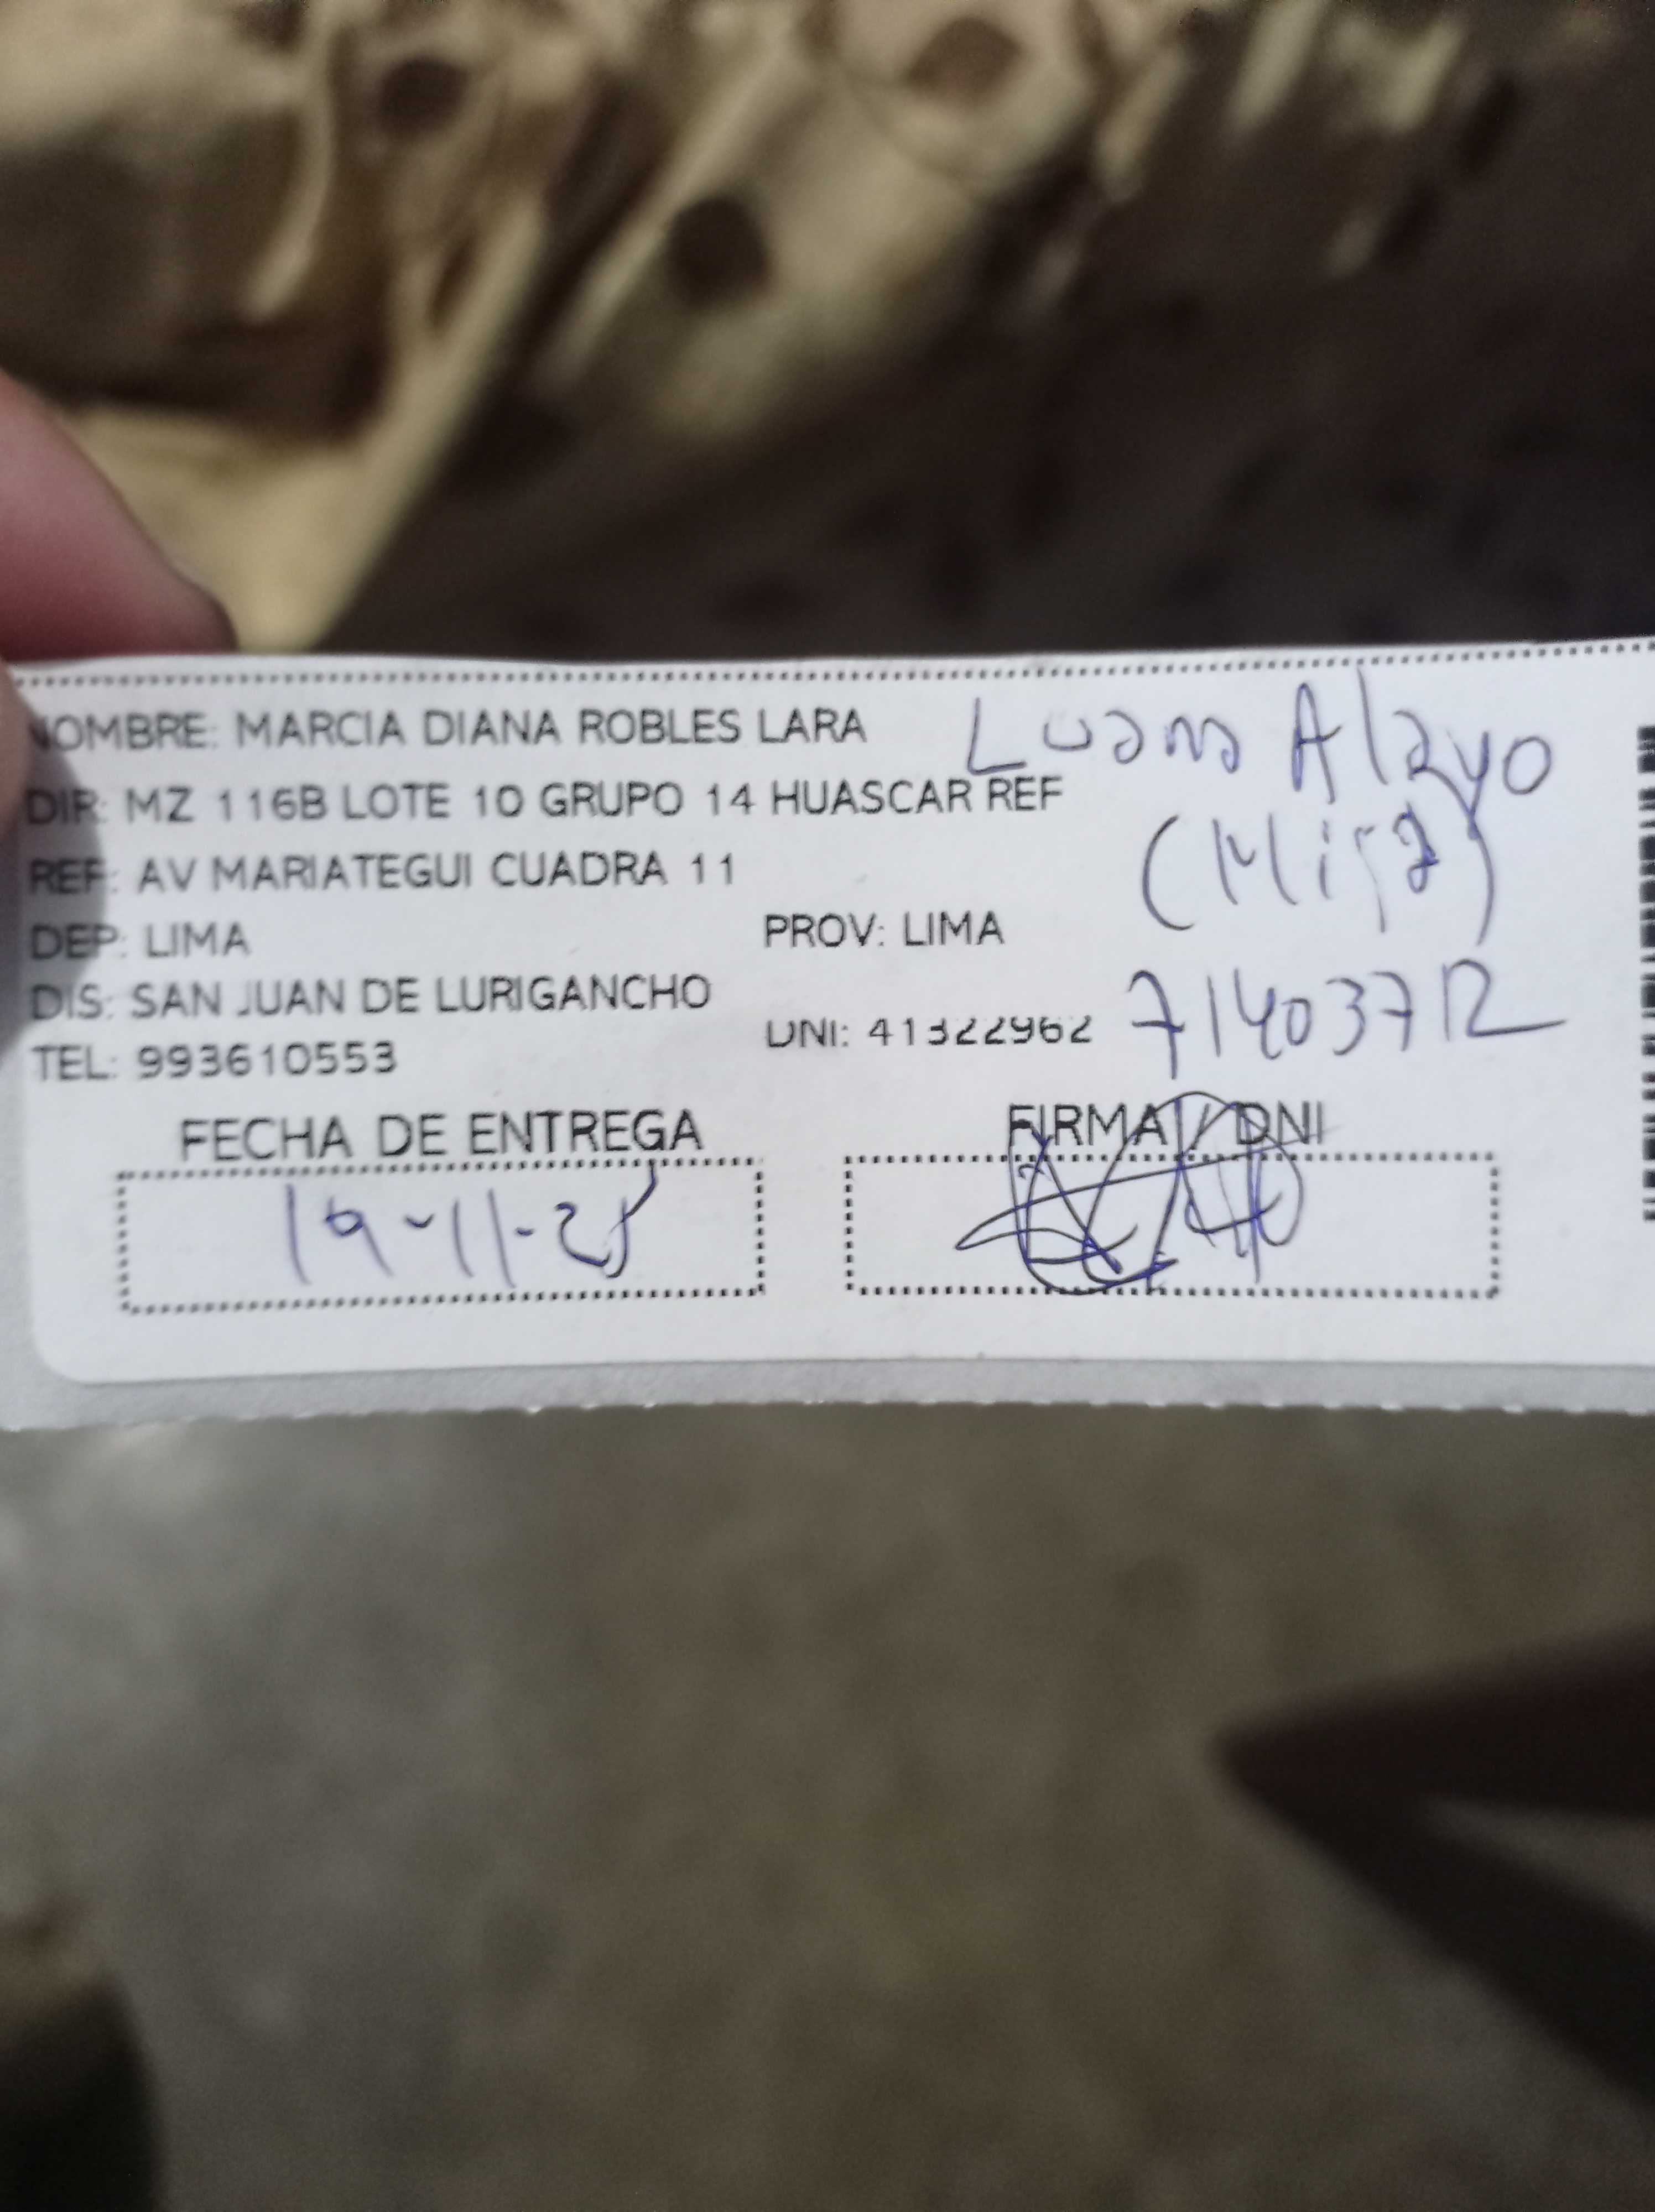 NOMBRE: MARCIA DIANA ROBLES LARA
Luana Alayo
DIR: MZ 116B LOTE 10 GRUPO 14 HUASCAR REF
(Hija)
REF: AV MARIATEGUI CUADRA 11
DEP: LIMA PROV: LIMA
DIS: SAN JUAN DE LURIGANCHO
DNI: 41322962 71403712
TEL: 993610553
FECHA DE ENTREGA FIRMA / DNI
19-11-25